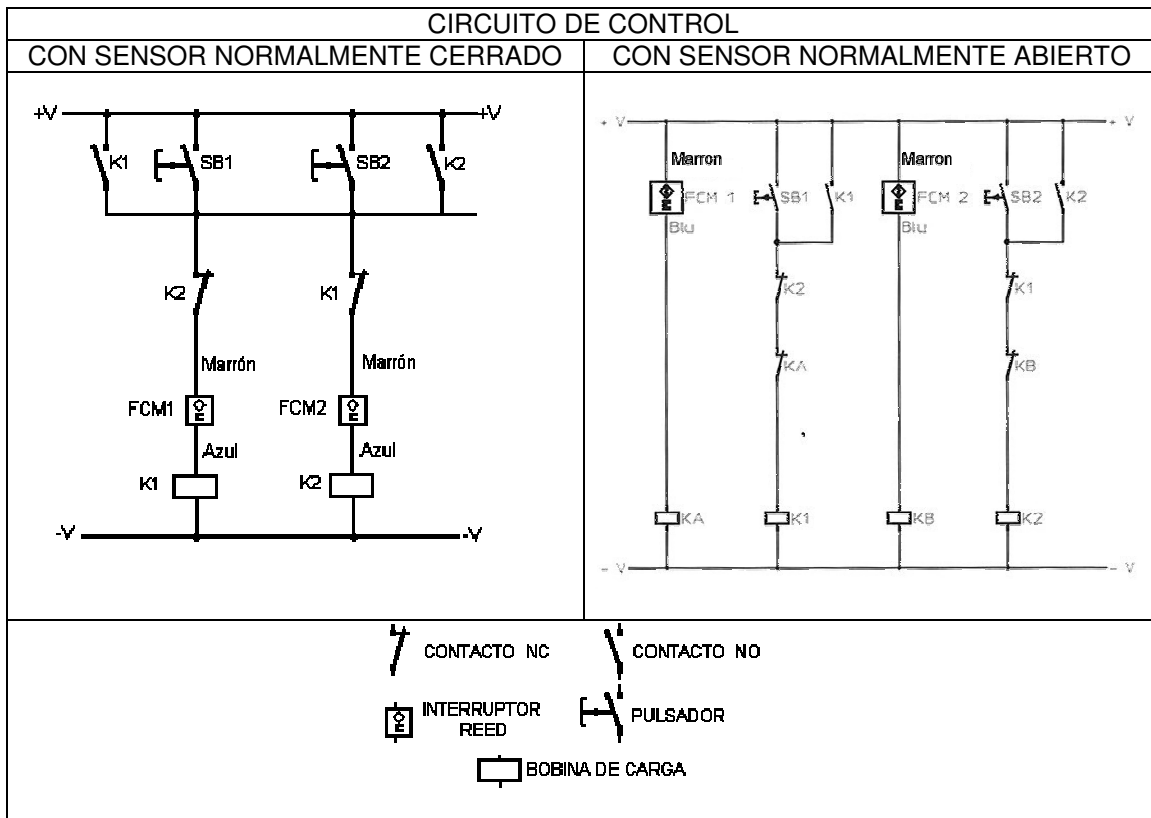 CIRCUITO DE CONTROL
CON SENSOR NORMALMENTE CERRADO
+V +V
K1 SB1 SB2 K2
K2 K1
Marrón Marrón
FCM1 FCM2
Azul Azul
K1 K2
-V -V
CON SENSOR NORMALMENTE ABIERTO
+ V + V
Marron Marron
FCM 1 SB1 K1 FCM 2 SB2 K2
Blu Blu
K2 K1
KA KB
KA K1 KB K2
- V - V
CONTACTO NC CONTACTO NO
INTERRUPTOR
REED
PULSADOR
BOBINA DE CARGA